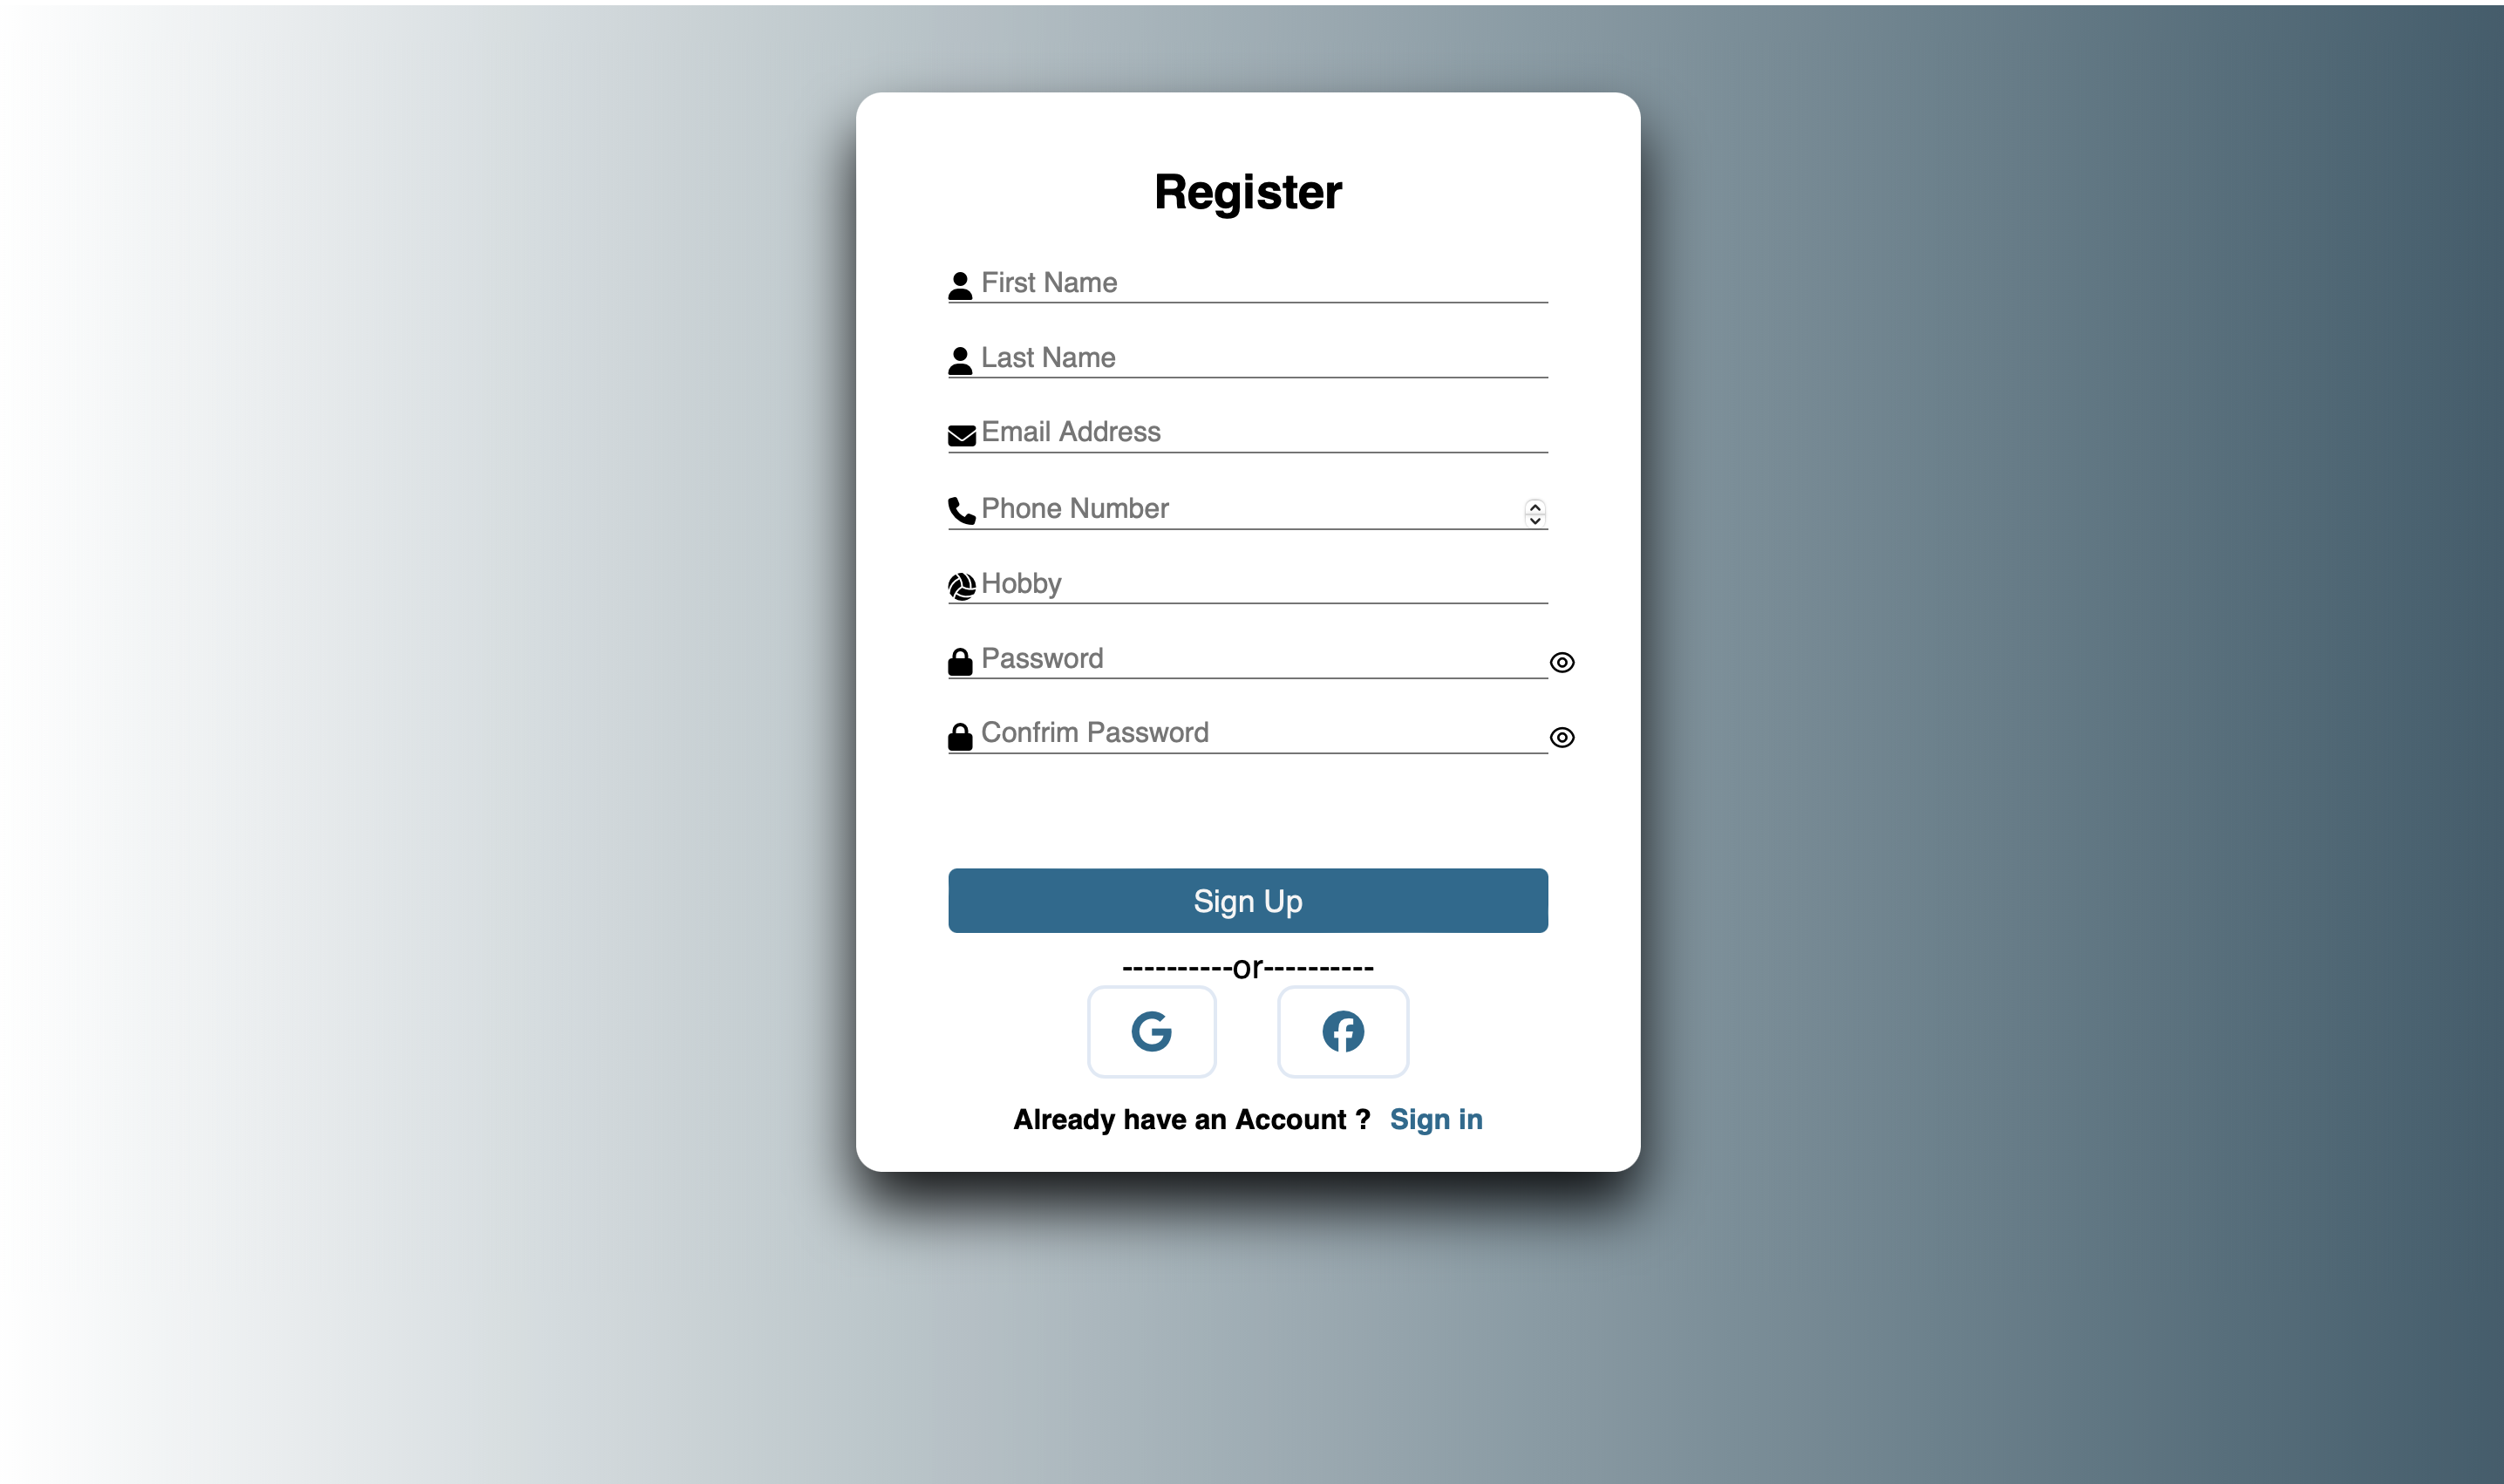 Register
First Name
Last Name
Email Address
Phone Number
Hobby
Password
Confrim Password
Sign Up
----------or----------
Already have an Account ? Sign in